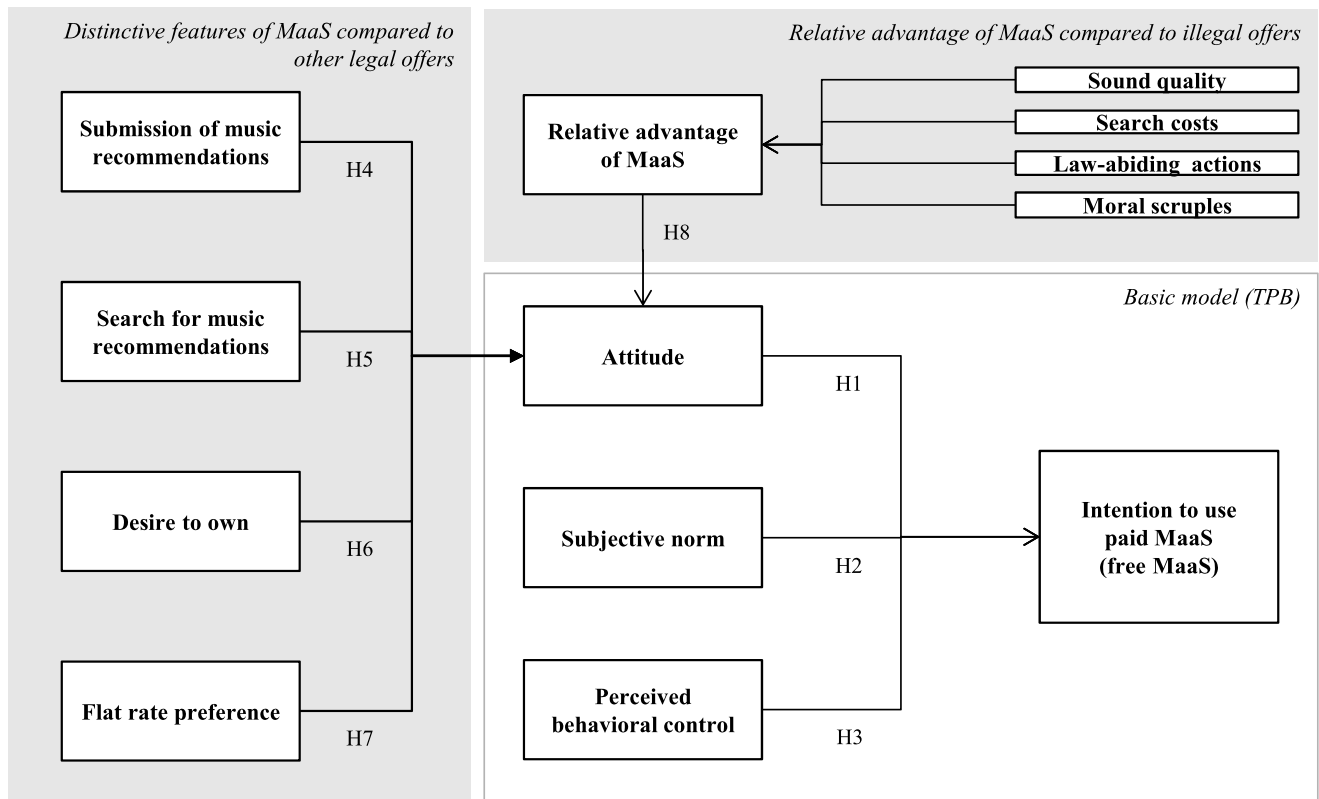 Distinctive features of MaaS compared to
other legal offers
Submission of music
recommendations
H4
Search for music
recommendations
H5
Desire to own
H6
Flat rate preference
H7
Relative advantage of MaaS compared to illegal offers
Relative advantage
of MaaS
Sound quality
Search costs
Law-abiding actions
Moral scruples
H8
Basic model (TPB)
Attitude
H1
Subjective norm
H2
Perceived
behavioral control
H3
Intention to use
paid MaaS
(free MaaS)